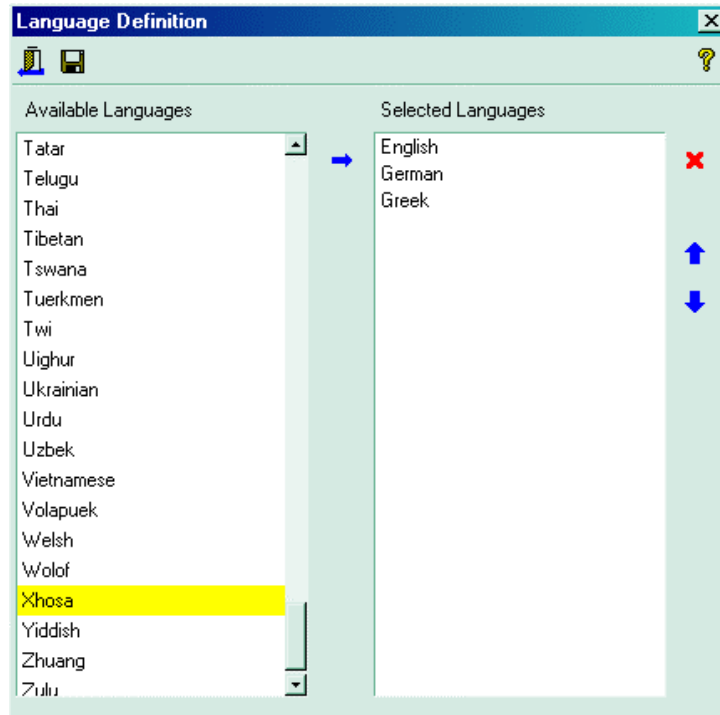 Language Definition
Available Languages
Tatar
Telugu
Thai
Tibetan
Tswana
Tuerkmen
Twi
Uighur
Ukrainian
Urdu
Uzbek
Vietnamese
Volapuek
Welsh
Wolof
Xhosa
Yiddish
Zhuang
Zulu
Selected Languages
English
German
Greek